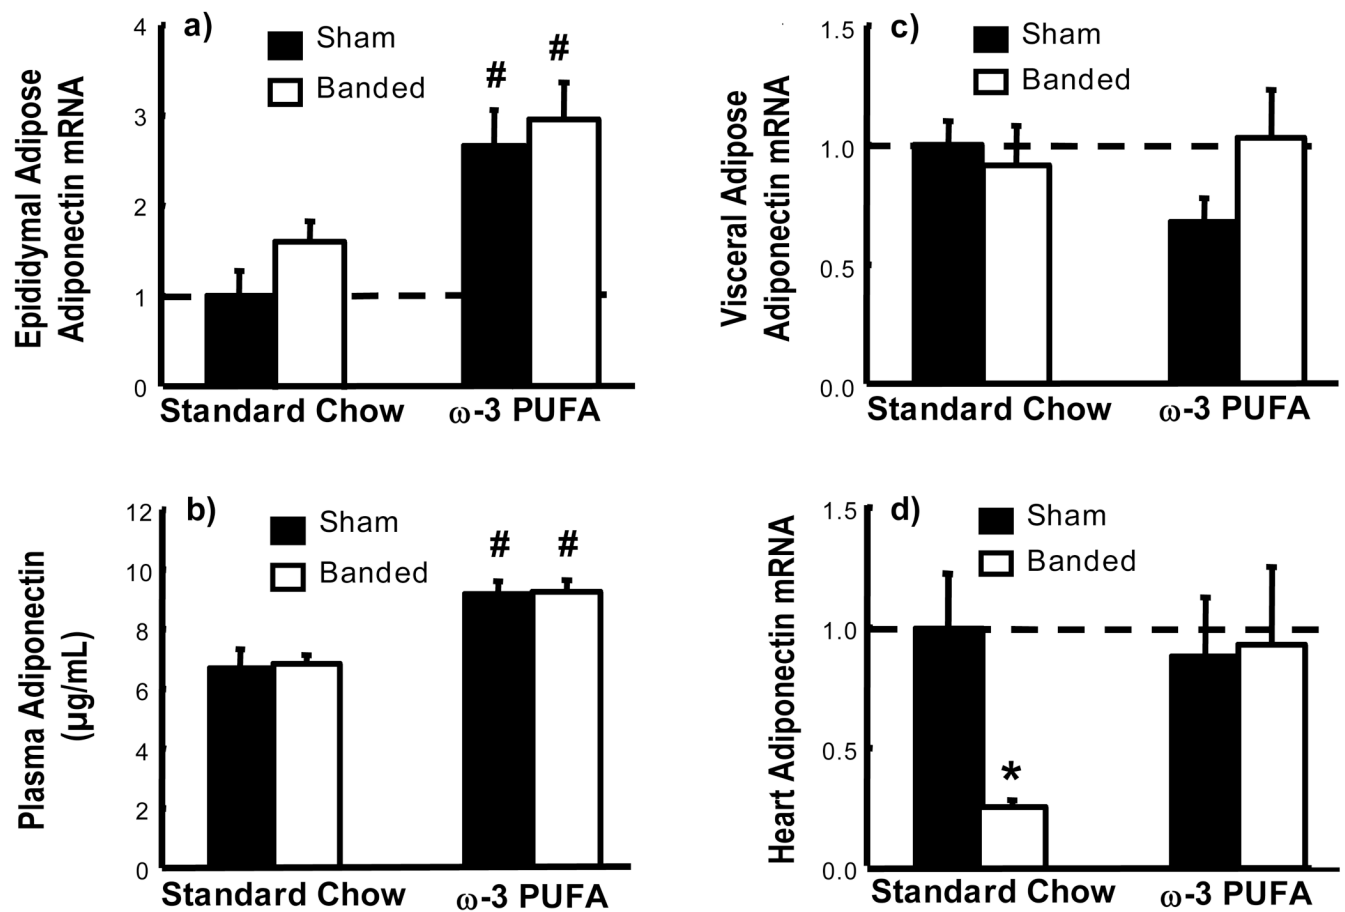 a)
Sham
Banded
# #
Epididymal Adipose
Adiponectin mRNA
4
3
2
1
0
Standard Chow ω-3 PUFA
c)
Sham
Banded
Visceral Adipose
Adiponectin mRNA
1.5
1.0
0.5
0.0
Standard Chow ω-3 PUFA
b)
Sham
Banded
# #
Plasma Adiponectin
(µg/mL)
12
10
8
6
4
2
0
Standard Chow ω-3 PUFA
d)
Sham
Banded
*
Heart Adiponectin mRNA
1.5
1.0
0.5
0.0
Standard Chow ω-3 PUFA